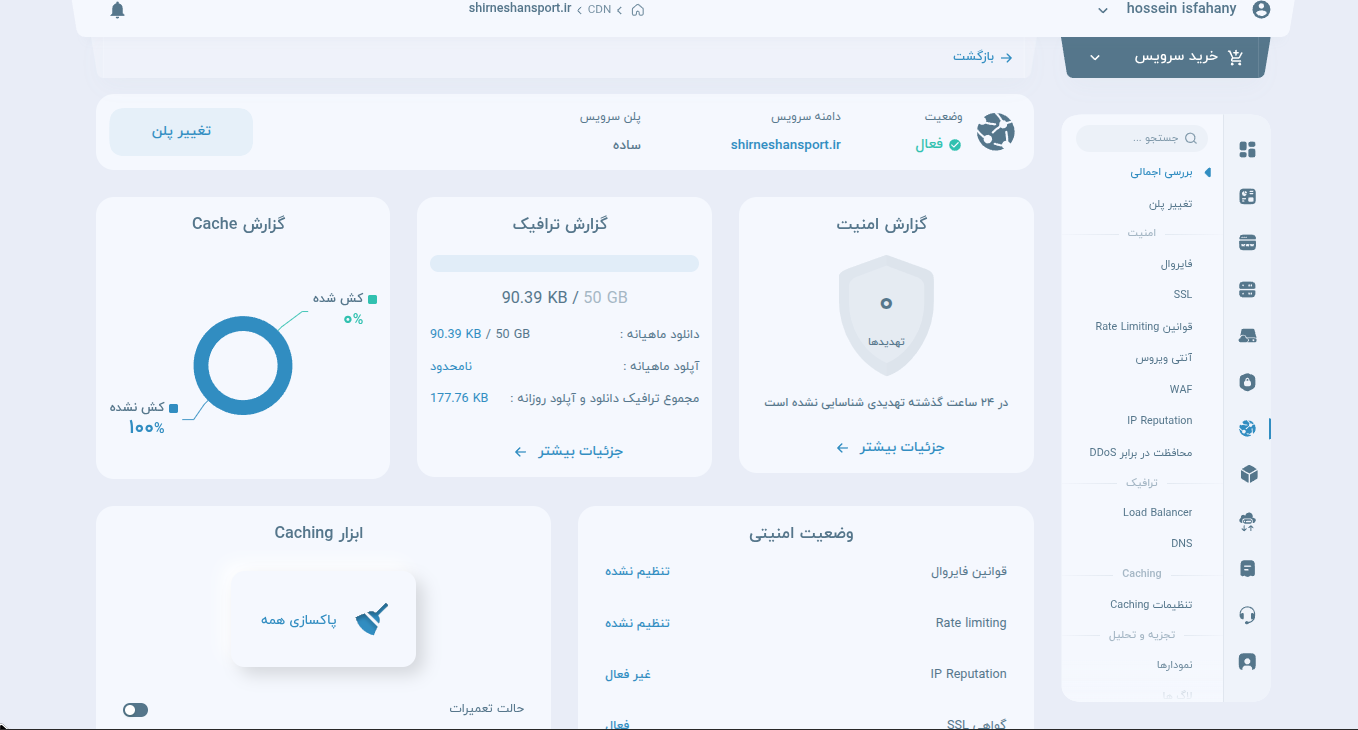 hossein isfahany
CDN
shirneshansport.ir
خرید سرویس
بازگشت
وضعیت
فعال
دامنه سرویس
shirneshansport.ir
پلن سرویس
ساده
تغییر پلن
جستجو ...
بررسی اجمالی
تغییر پلن
امنیت
فایروال
SSL
قوانین Rate Limiting
آنتی ویروس
WAF
IP Reputation
محافظت در برابر DDoS
ترافیک
Load Balancer
DNS
Caching
تنظیمات Caching
تجزیه و تحلیل
نمودارها
گزارش امنیت
۰
تهدیدها
در ۲۴ ساعت گذشته تهدیدی شناسایی نشده است
جزئیات بیشتر
گزارش ترافیک
90.39 KB / 50 GB
دانلود ماهیانه : 90.39 KB / 50 GB
آپلود ماهیانه : نامحدود
مجموع ترافیک دانلود و آپلود روزانه : 177.76 KB
جزئیات بیشتر
گزارش Cache
کش شده
۰%
کش نشده
۱۰۰%
وضعیت امنیتی
قوانین فایروال تنظیم نشده
Rate limiting تنظیم نشده
IP Reputation غیر فعال
گواهی SSL فعال
ابزار Caching
پاکسازی همه
حالت تعمیرات